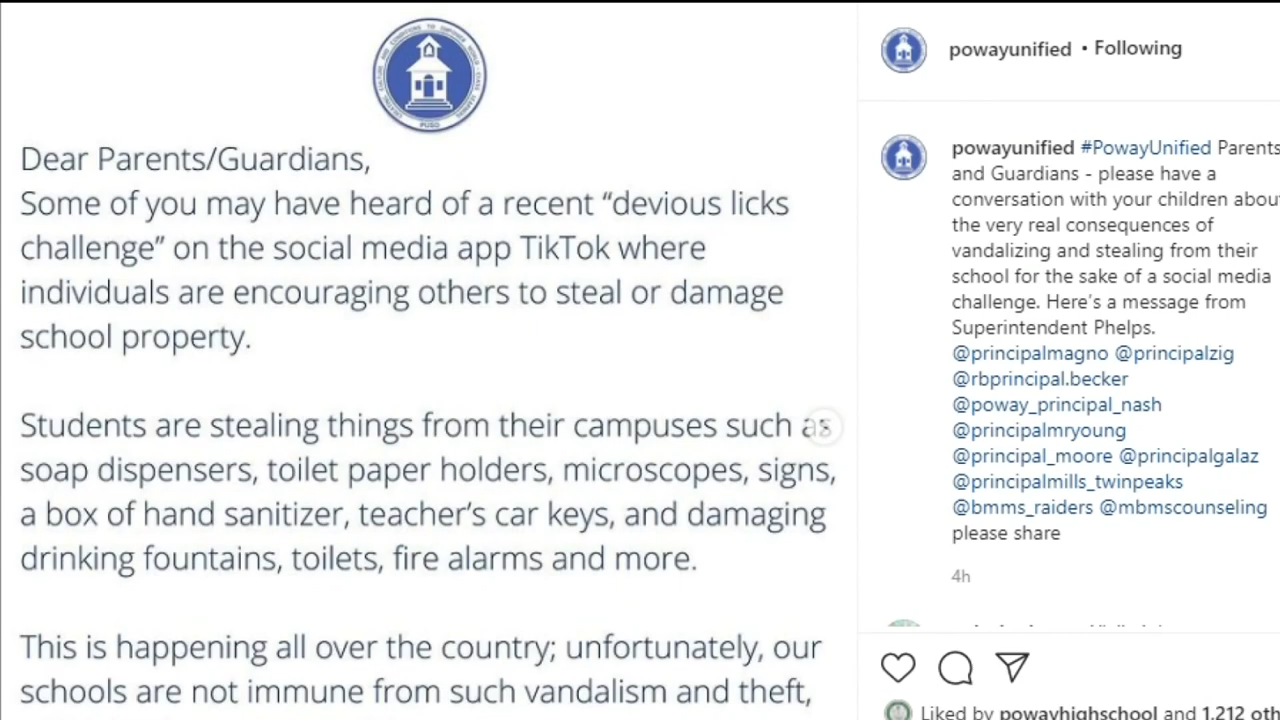 PUSD
Dear Parents/Guardians,
Some of you may have heard of a recent “devious licks
challenge” on the social media app TikTok where
individuals are encouraging others to steal or damage
school property.
Students are stealing things from their campuses such as
soap dispensers, toilet paper holders, microscopes, signs,
a box of hand sanitizer, teacher’s car keys, and damaging
drinking fountains, toilets, fire alarms and more.
This is happening all over the country; unfortunately, our
schools are not immune from such vandalism and theft,
powayunified • Following
powayunified #PowayUnified Parents
and Guardians - please have a
conversation with your children about
the very real consequences of
vandalizing and stealing from their
school for the sake of a social media
challenge. Here's a message from
Superintendent Phelps.
@principalmagno @principalzig
@rbprincipal.becker
@poway_principal_nash
@principalmryoung
@principal_moore @principalgalaz
@principalmills_twinpeaks
@bmms_raiders @mbmscounseling
please share
4h
Liked by powayhighschool and 1,212 oth